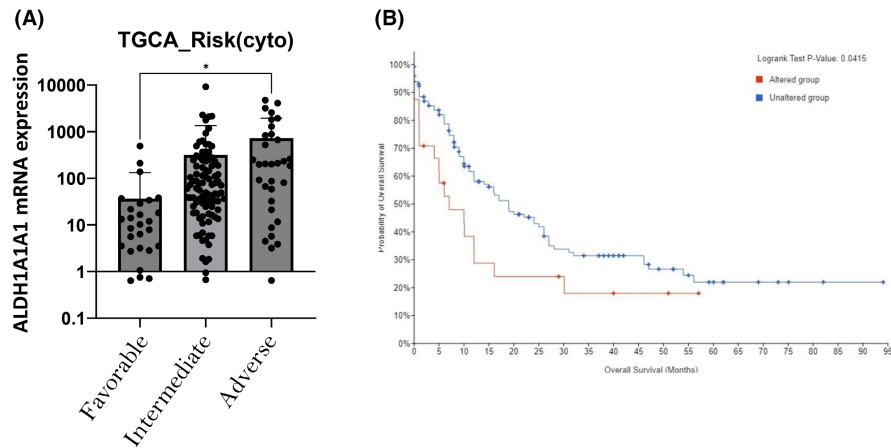 (A)
TGCA_Risk(cyto)
*
ALDH1A1A1 mRNA expression
10000
1000
100
10
1
0.1
Favorable
Intermediate
Adverse
(B)
Logrank Test P-Value: 0.0415
Altered group
Unaltered group
Probability of Overall Survival
100%
90%
80%
70%
60%
50%
40%
30%
20%
10%
0%
0 5 10 15 20 25 30 35 40 45 50 55 60 65 70 75 80 85 90 95
Overall Survival (Months)